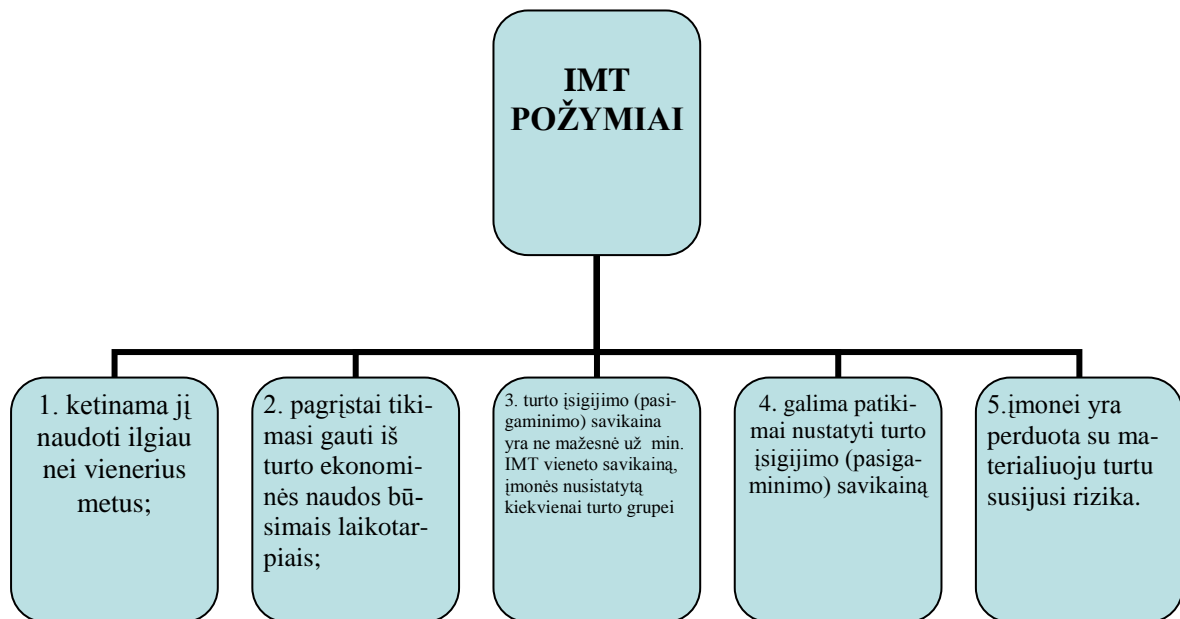 IMT
POŽYMIAI
1. ketinama jį
naudoti ilgiau
nei vienerius
metus;
2. pagrįstai tiki-
masi gauti iš
turto ekonomi-
nės naudos bū-
simais laikotar-
piais;
3. turto įsigijimo (pasi-
gaminimo) savikaina
yra ne mažesnė už min.
IMT vieneto savikainą,
įmonės nusistatytą
kiekvienai turto grupei
4. galima patiki-
mai nustatyti turto
įsigijimo (pasiga-
minimo) savikainą
5.įmonei yra
perduota su ma-
terialiuoju turtu
susijusi rizika.